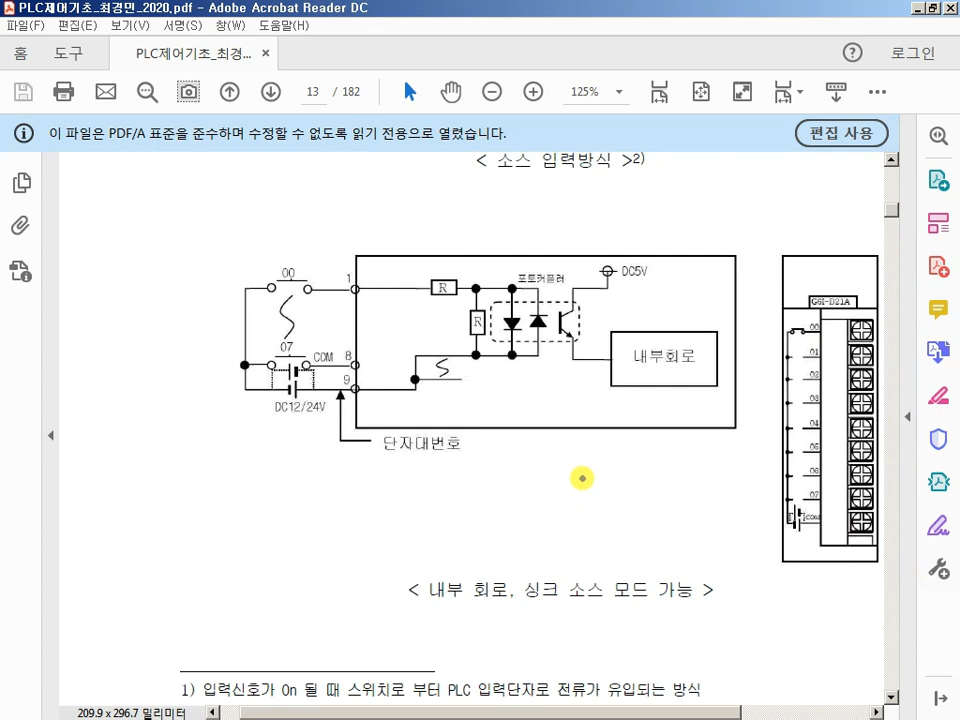 PLC제어기초_최경민_2020.pdf - Adobe Acrobat Reader DC
파일(F) 편집(E) 보기(V) 서명(S) 창(W) 도움말(H)
홈 도구 PLC제어기초_최경... × 로그인
13 / 182 125%
이 파일은 PDF/A 표준을 준수하며 수정할 수 없도록 읽기 전용으로 열렸습니다. 편집 사용
< 소스 입력방식 >2)
00 1 R 포토커플러 DC5V
R
07 COM 8 내부회로
9
DC12/24V
단자대번호
G6I-D21A
00
01
02
03
04
05
06
07
COM
< 내부 회로, 싱크 소스 모드 가능 >
1) 입력신호가 On 될 때 스위치로 부터 PLC 입력단자로 전류가 유입되는 방식
209.9 x 296.7 밀리미터